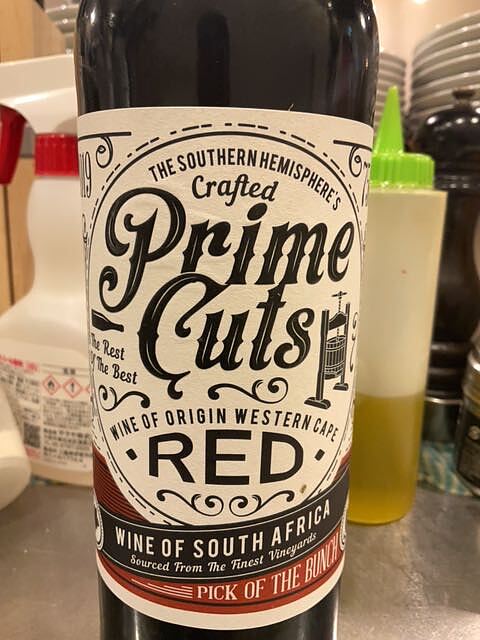 THE SOUTHERN HEMISPHERE'S
Crafted
Prime
Cuts
The Rest
Of The Best
WINE OF ORIGIN WESTERN CAPE
• RED •
WINE OF SOUTH AFRICA
Sourced From The Finest Vineyards
PICK OF THE BUNCH